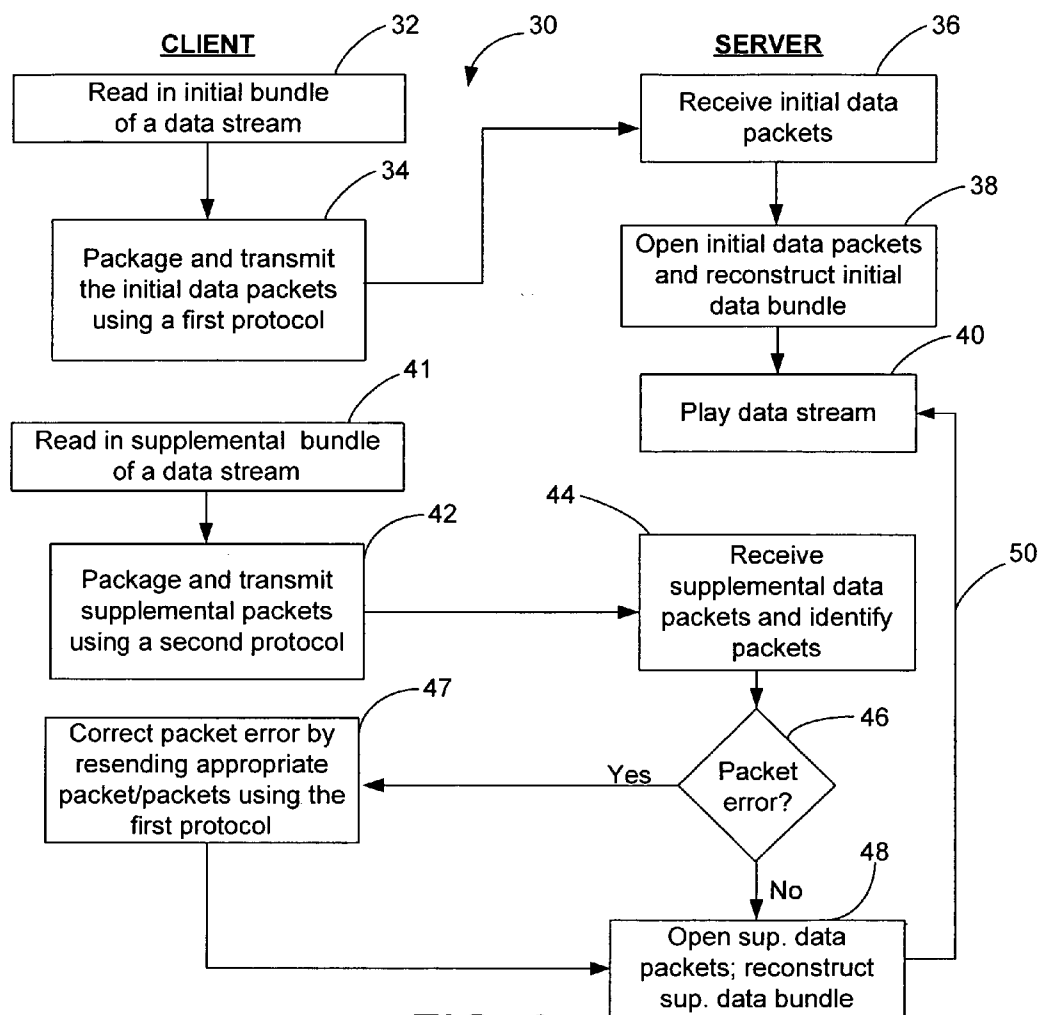 CLIENT
32
30
SERVER
36
Read in initial bundle
of a data stream
Receive initial data
packets
34
Package and transmit
the initial data packets
using a first protocol
38
Open initial data packets
and reconstruct initial
data bundle
40
Play data stream
41
Read in supplemental bundle
of a data stream
42
Package and transmit
supplemental packets
using a second protocol
44
Receive
supplemental data
packets and identify
packets
50
47
Correct packet error by
resending appropriate
packet/packets using the
first protocol
46
Yes
Packet
error?
No
48
Open sup. data
packets; reconstruct
sup. data bundle